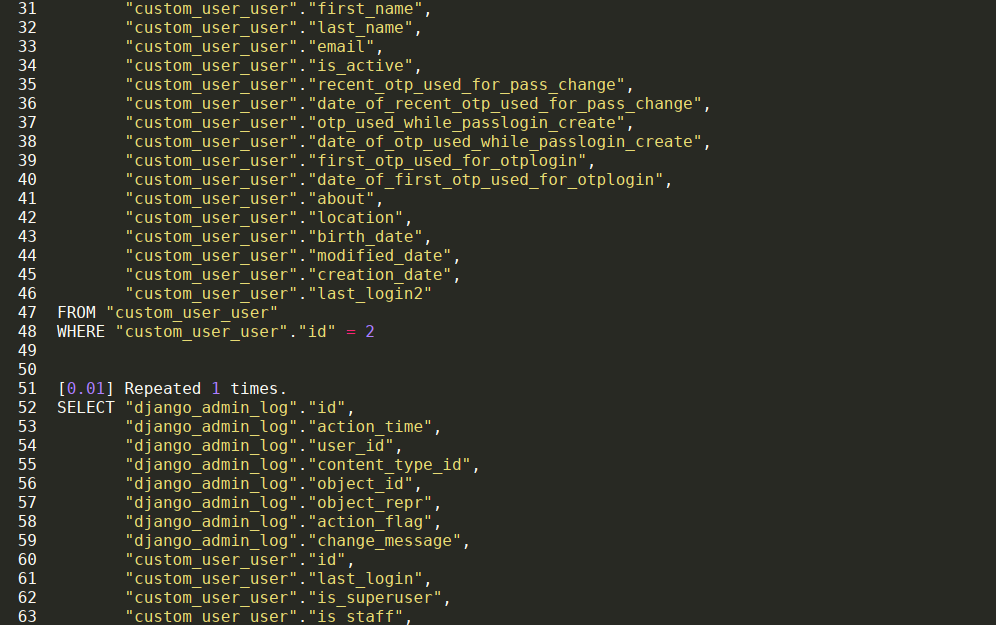 31 "custom_user_user"."first_name",
32 "custom_user_user"."last_name",
33 "custom_user_user"."email",
34 "custom_user_user"."is_active",
35 "custom_user_user"."recent_otp_used_for_pass_change",
36 "custom_user_user"."date_of_recent_otp_used_for_pass_change",
37 "custom_user_user"."otp_used_while_passlogin_create",
38 "custom_user_user"."date_of_otp_used_while_passlogin_create",
39 "custom_user_user"."first_otp_used_for_otplogin",
40 "custom_user_user"."date_of_first_otp_used_for_otplogin",
41 "custom_user_user"."about",
42 "custom_user_user"."location",
43 "custom_user_user"."birth_date",
44 "custom_user_user"."modified_date",
45 "custom_user_user"."creation_date",
46 "custom_user_user"."last_login2"
47 FROM "custom_user_user"
48 WHERE "custom_user_user"."id" = 2
49
50
51 [0.01] Repeated 1 times.
52 SELECT "django_admin_log"."id",
53 "django_admin_log"."action_time",
54 "django_admin_log"."user_id",
55 "django_admin_log"."content_type_id",
56 "django_admin_log"."object_id",
57 "django_admin_log"."object_repr",
58 "django_admin_log"."action_flag",
59 "django_admin_log"."change_message",
60 "custom_user_user"."id",
61 "custom_user_user"."last_login",
62 "custom_user_user"."is_superuser",
63 "custom_user_user"."is_staff",